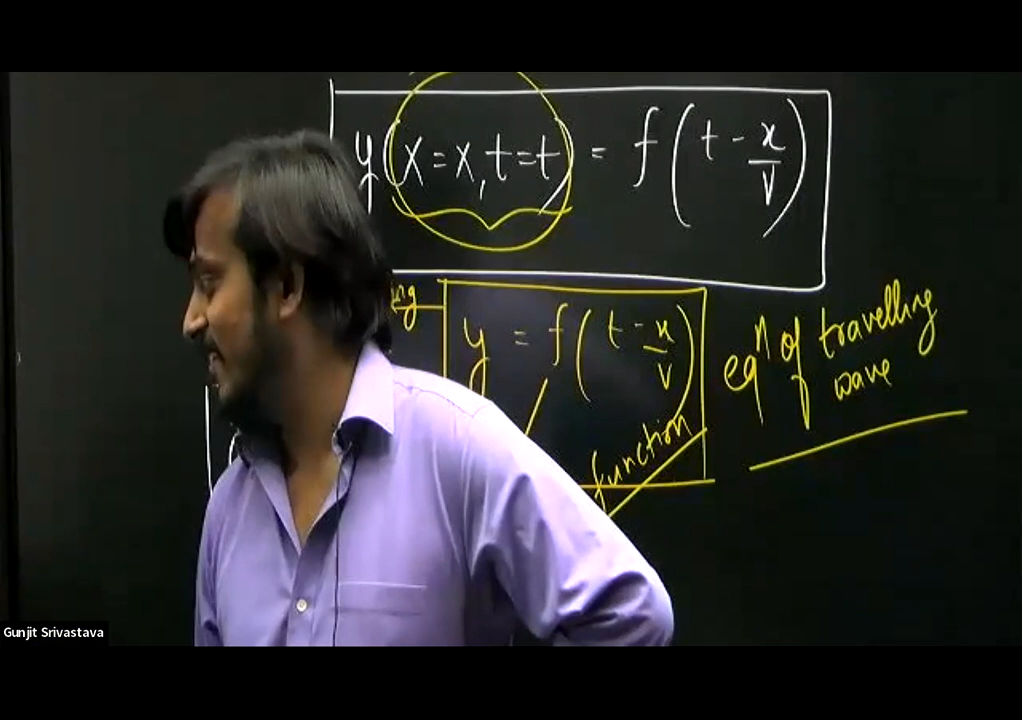 y(x=x, t=t) = f(t - x/v)
y = f(t - x/v)
eqⁿ of travelling
wave
function
Gunjit Srivastava